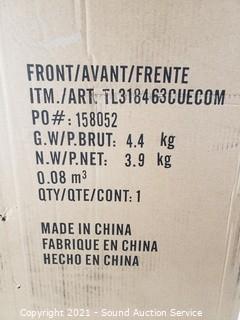 FRONT/AVANT/FRENTE
ITM./ART. TL318463CUECOM
PO#: 158052
G.W/P.BRUT: 4.4 kg
N.W/P.NET: 3.9 kg
0.08 m³
QTY/QTE/CONT: 1
MADE IN CHINA
FABRIQUE EN CHINA
HECHO EN CHINA
Copyright 2021 - Sound Auction Service